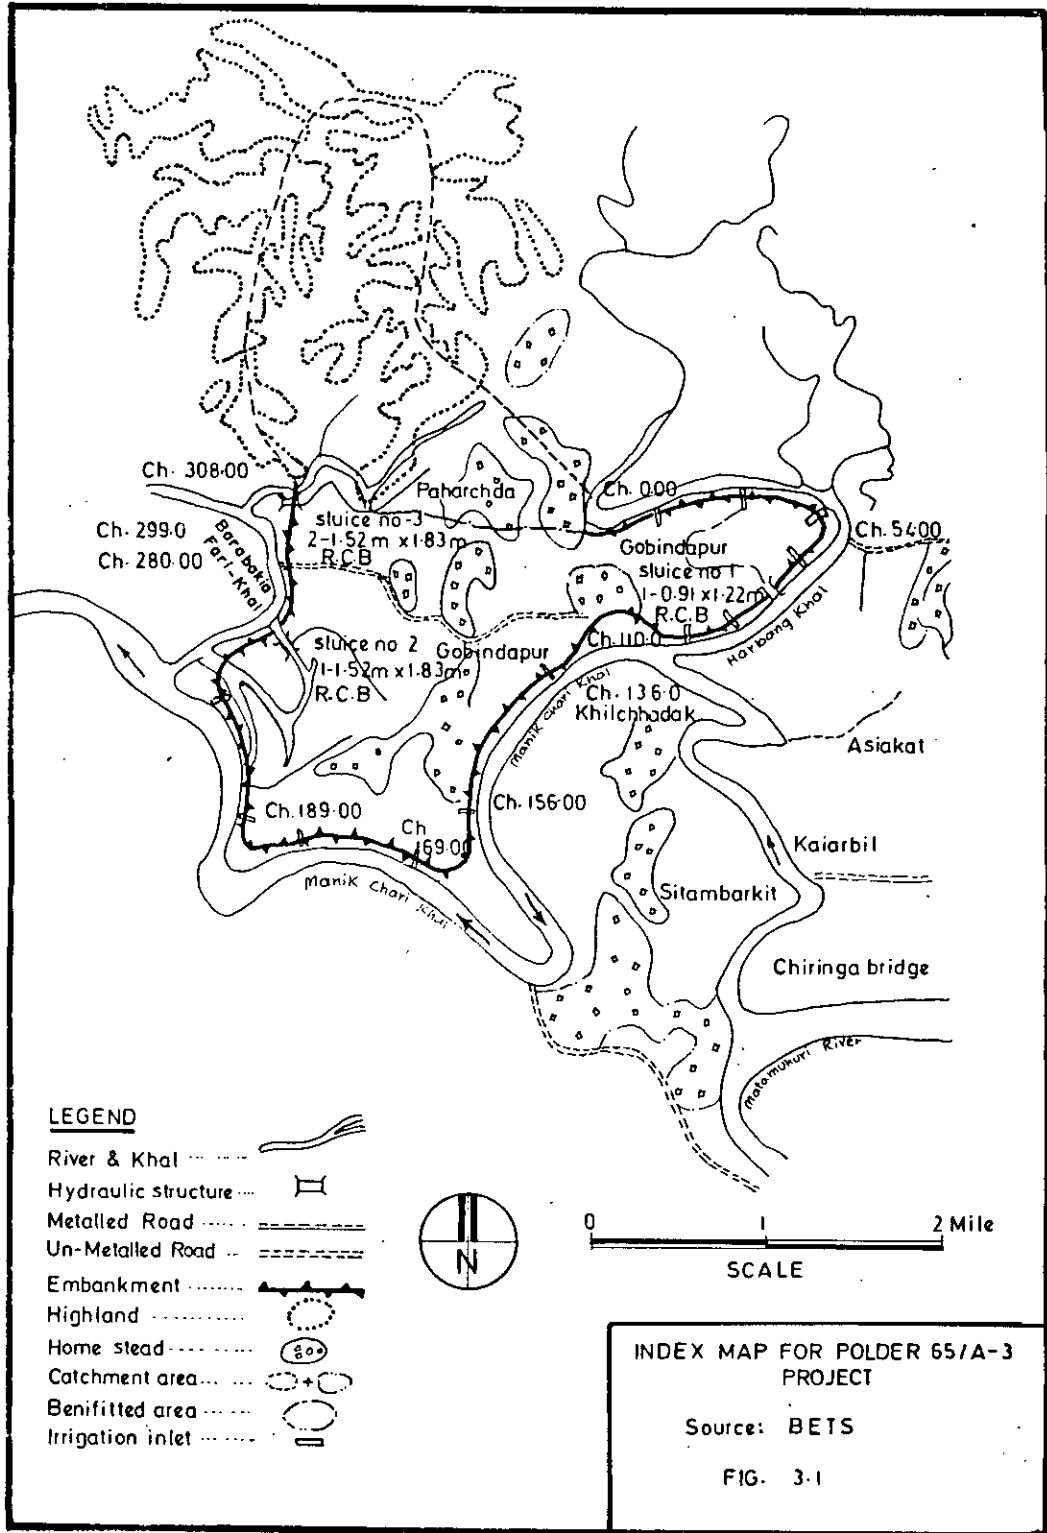 Ch. 308.00
Ch. 299.0
Ch. 280.00
Barabakia
Fari-Khal
Paharchda
sluice no-3
2-1.52m x1.83m
R.C.B
Ch. 0.00
Ch. 54.00
Gobindapur
sluice no 1
1-0.91 x1.22m
R.C.B
Harbang Khal
sluice no 2
1-1.52m x1.83m
R.C.B
Gobindapur
Ch. 110.0
Manik Chari Khal
Ch. 136.0
Khilchhadak
Asiakat
Ch. 156.00
Ch. 189.00
Ch
169.00
Manik Chari Khal
Kaiarbil
Sitambarkit
Chiringa bridge
Matamuhuri River
LEGEND
River & Khal
Hydraulic structure
Metalled Road
Un-Metalled Road
Embankment
Highland
Home stead
Catchment area
Benifitted area
Irrigation inlet
N
0 1 2 Mile
SCALE
INDEX MAP FOR POLDER 65/A-3
PROJECT
Source: BETS
FIG. 3.1